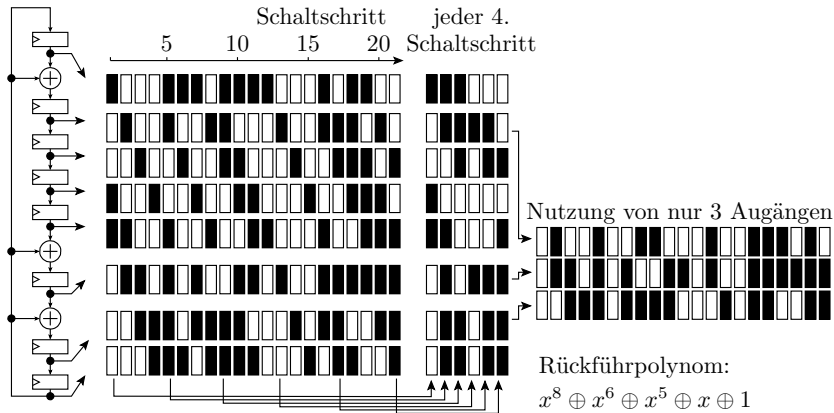 Schaltschritt
5 10 15 20
jeder 4.
Schaltschritt
Nutzung von nur 3 Augängen
Rückführpolynom:
x⁸ ⊕ x⁶ ⊕ x⁵ ⊕ x ⊕ 1